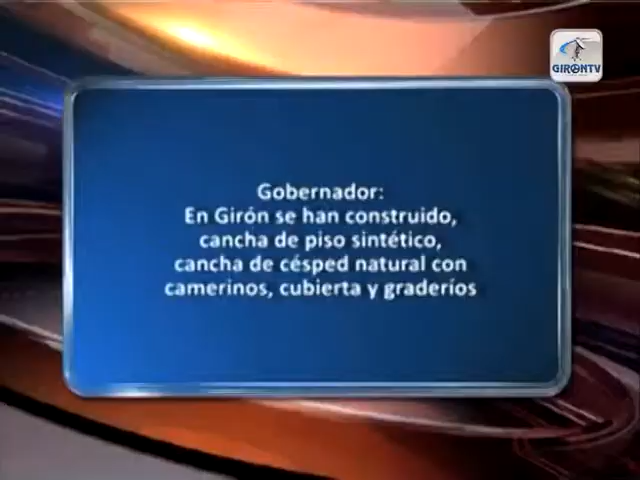 GIRONTV
Gobernador:
En Girón se han construido,
cancha de piso sintético,
cancha de césped natural con
camerinos, cubierta y graderíos